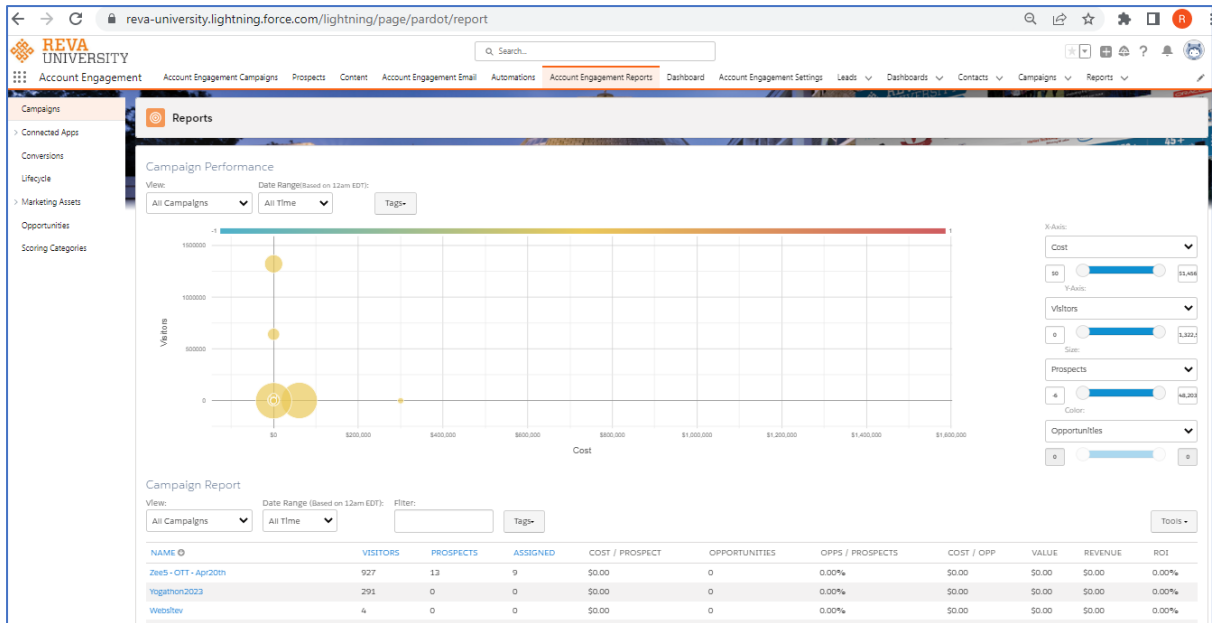 reva-university.lightning.force.com/lightning/page/pardot/report
R
REVA
UNIVERSITY
Search...
Account Engagement
Account Engagement Campaigns Prospects Content Account Engagement Email Automations Account Engagement Reports Dashboard Account Engagement Settings Leads Dashboards Contacts Campaigns Reports
Campaigns
Connected Apps
Conversions
Lifecycle
Marketing Assets
Opportunities
Scoring Categories
Reports
Campaign Performance
View: Date Range(Based on 12am EDT):
All Campaigns All Time Tags
-1 1
X-Axis:
Cost
Y-Axis:
Visitors
0
Size:
Prospects
-6 48,203
Color:
Opportunities
0 0
1500000
1000000
500000
0
Visitors
$0 $200,000 $400,000 $600,000 $800,000 $1,000,000 $1,200,000 $1,400,000 $1,600,000
Cost
Campaign Report
View: Date Range (Based on 12am EDT): Filter:
All Campaigns All Time Tags Tools
NAME VISITORS PROSPECTS ASSIGNED COST / PROSPECT OPPORTUNITIES OPPS / PROSPECTS COST / OPP VALUE REVENUE ROI
Zee5 - OTT - Apr20th 927 13 9 $0.00 0 0.00% $0.00 $0.00 $0.00 0.00%
Yogathon2023 291 0 0 $0.00 0 0.00% $0.00 $0.00 $0.00 0.00%
Websitev 4 0 0 $0.00 0 0.00% $0.00 $0.00 $0.00 0.00%